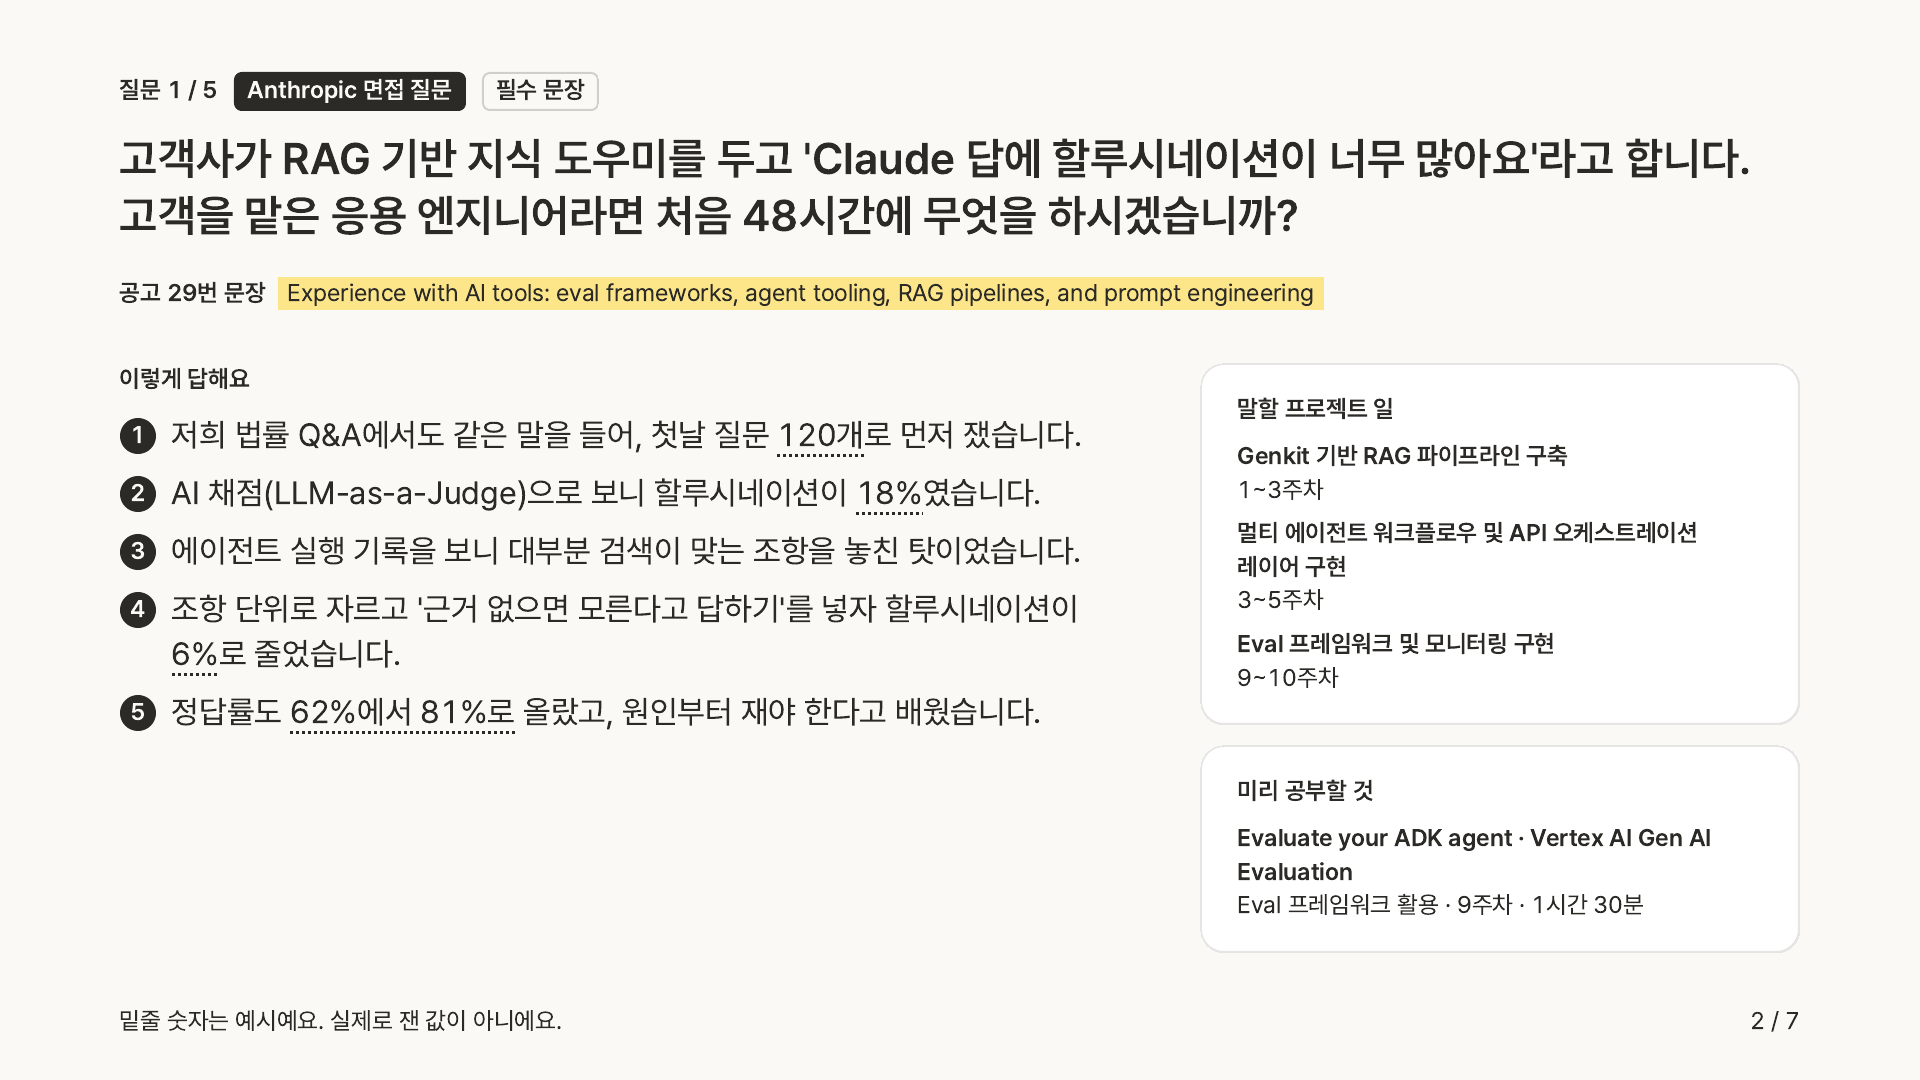 질문 1 / 5 Anthropic 면접 질문 필수 문장
고객사가 RAG 기반 지식 도우미를 두고 'Claude 답에 할루시네이션이 너무 많아요'라고 합니다.
고객을 맡은 응용 엔지니어라면 처음 48시간에 무엇을 하시겠습니까?
공고 29번 문장 Experience with AI tools: eval frameworks, agent tooling, RAG pipelines, and prompt engineering
이렇게 답해요
1 저희 법률 Q&A에서도 같은 말을 들어, 첫날 질문 120개로 먼저 쟀습니다.
2 AI 채점(LLM-as-a-Judge)으로 보니 할루시네이션이 18%였습니다.
3 에이전트 실행 기록을 보니 대부분 검색이 맞는 조항을 놓친 탓이었습니다.
4 조항 단위로 자르고 '근거 없으면 모른다고 답하기'를 넣자 할루시네이션이
6%로 줄었습니다.
5 정답률도 62%에서 81%로 올랐고, 원인부터 재야 한다고 배웠습니다.
말할 프로젝트 일
Genkit 기반 RAG 파이프라인 구축
1~3주차
멀티 에이전트 워크플로우 및 API 오케스트레이션
레이어 구현
3~5주차
Eval 프레임워크 및 모니터링 구현
9~10주차
미리 공부할 것
Evaluate your ADK agent · Vertex AI Gen AI
Evaluation
Eval 프레임워크 활용 · 9주차 · 1시간 30분
밑줄 숫자는 예시예요. 실제로 잰 값이 아니에요.
2 / 7